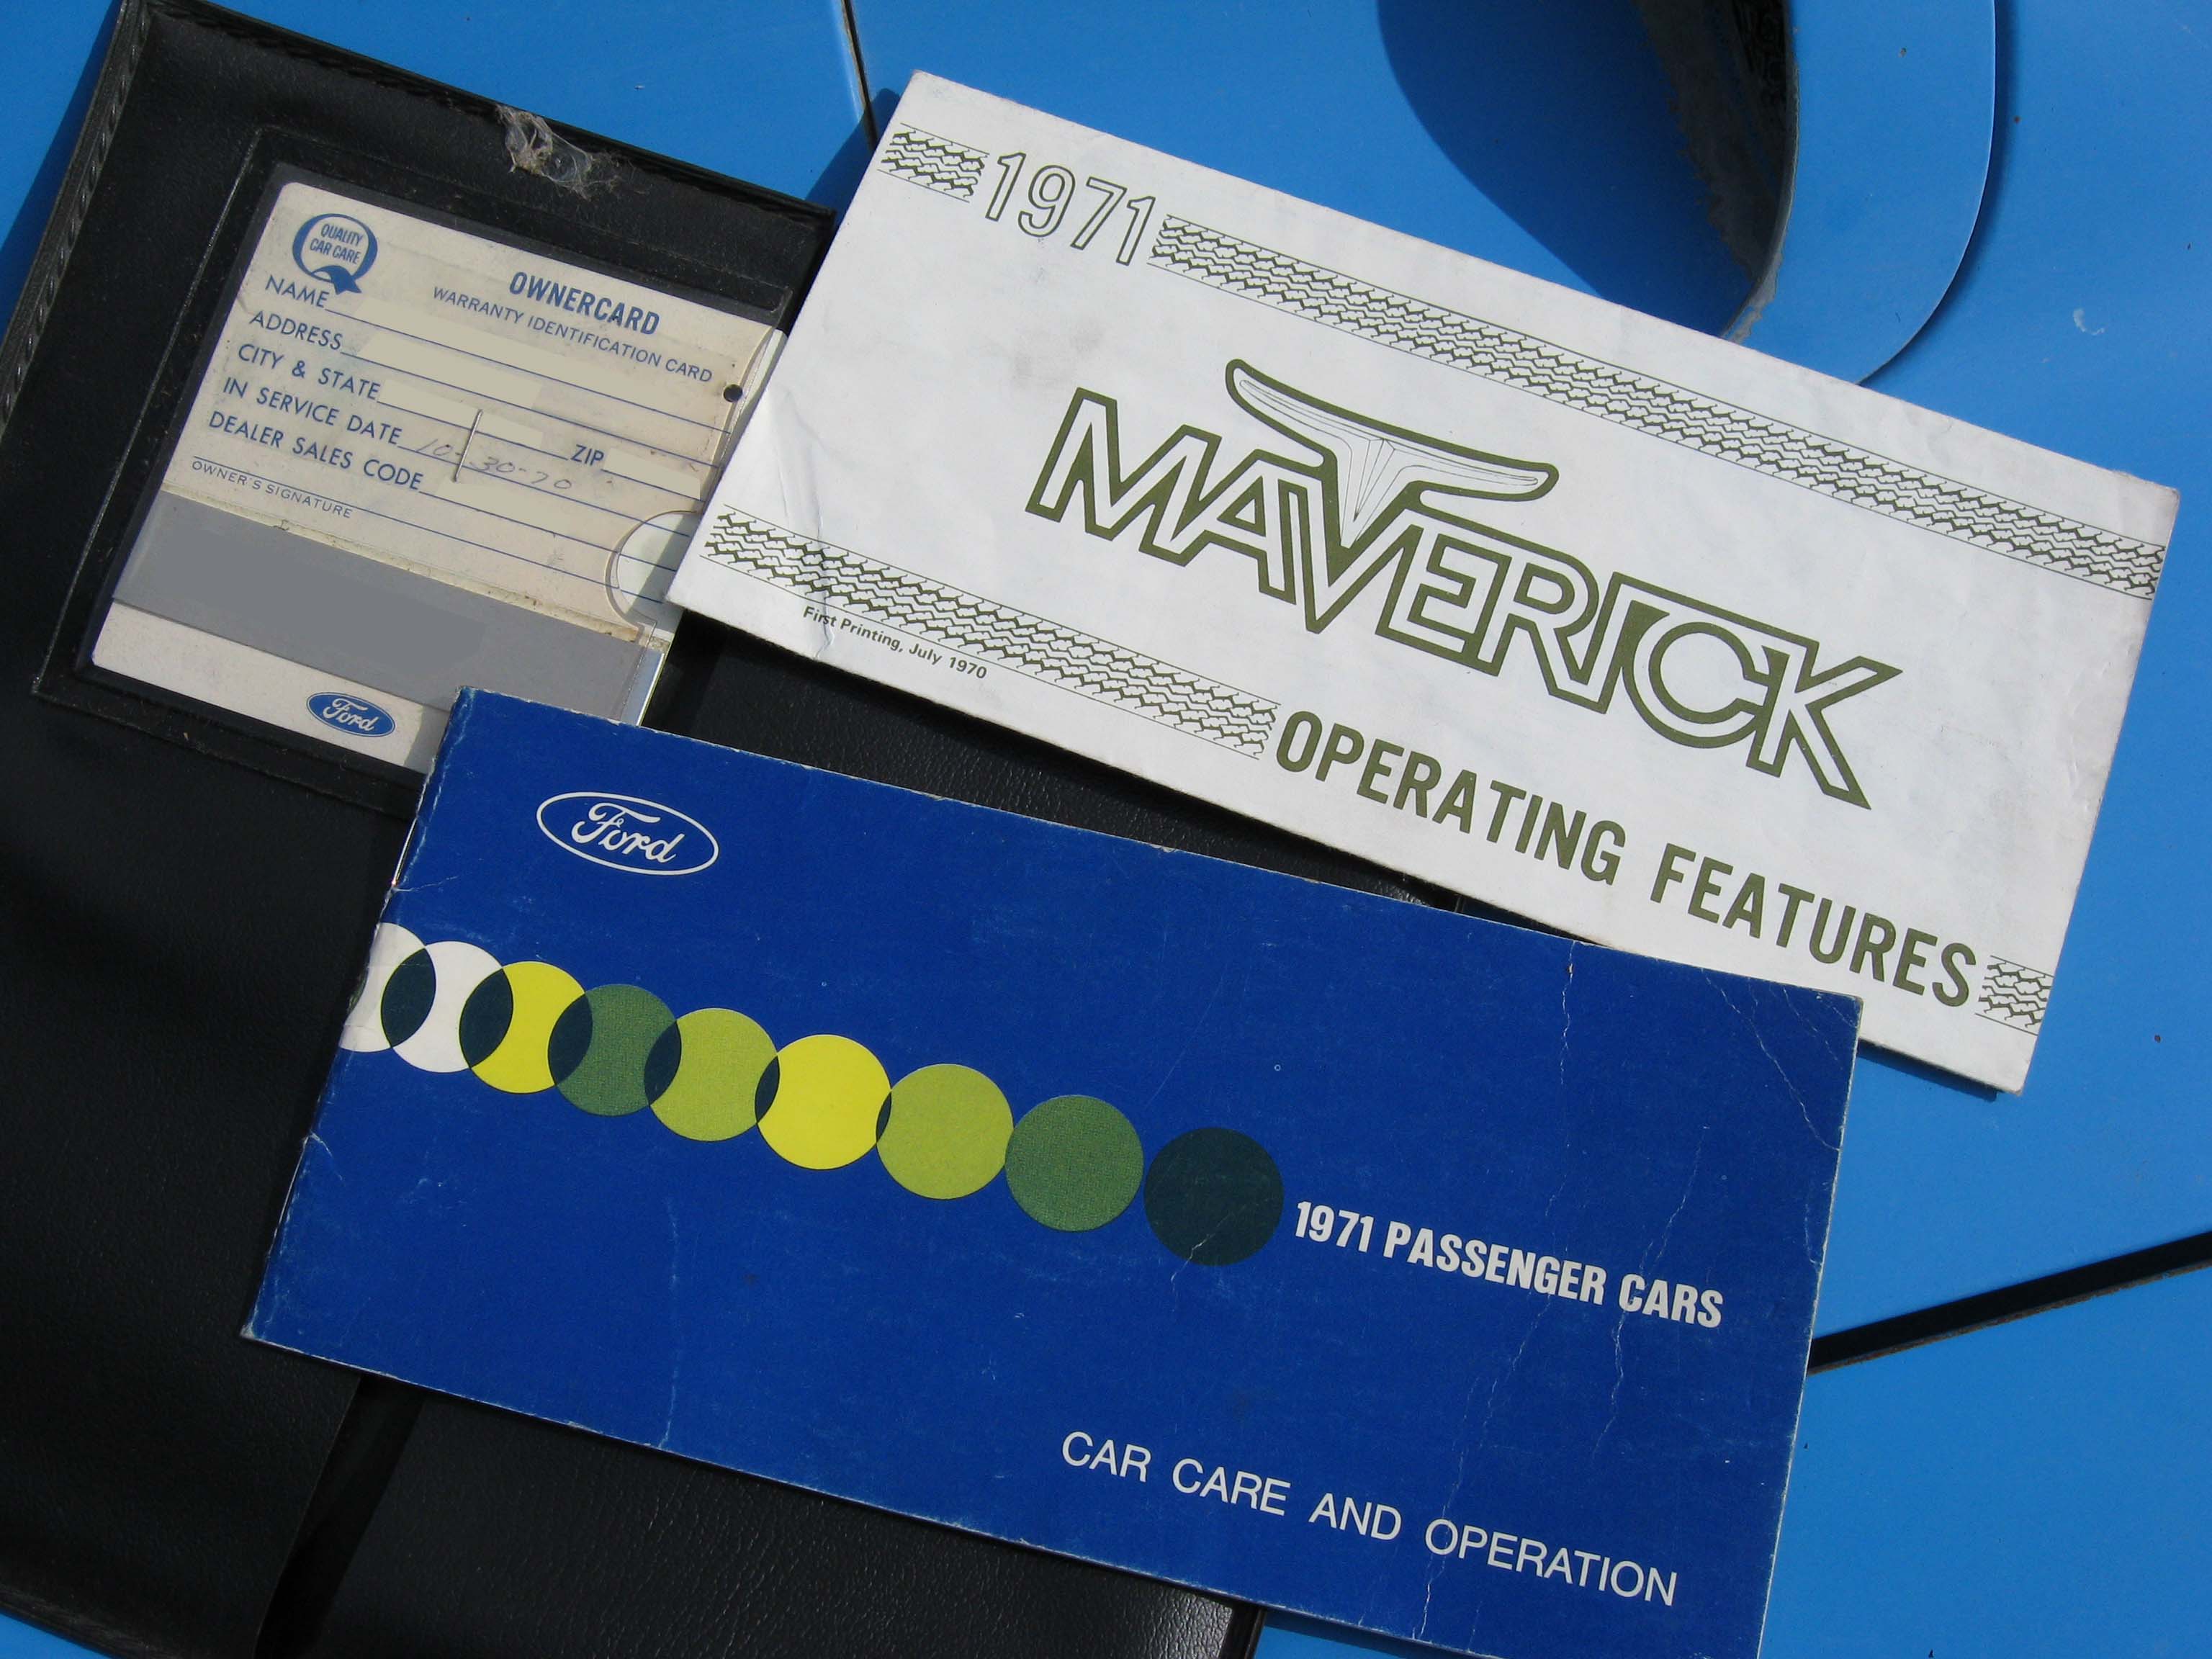 QUALITY
CAR CARE
OWNERCARD
WARRANTY IDENTIFICATION CARD
NAME
ADDRESS
CITY & STATE
ZIP
IN SERVICE DATE 10-30-70
DEALER SALES CODE
OWNER'S SIGNATURE
Ford
1971
MAVERICK
First Printing, July 1970
OPERATING FEATURES
Ford
1971 PASSENGER CARS
CAR CARE AND OPERATION